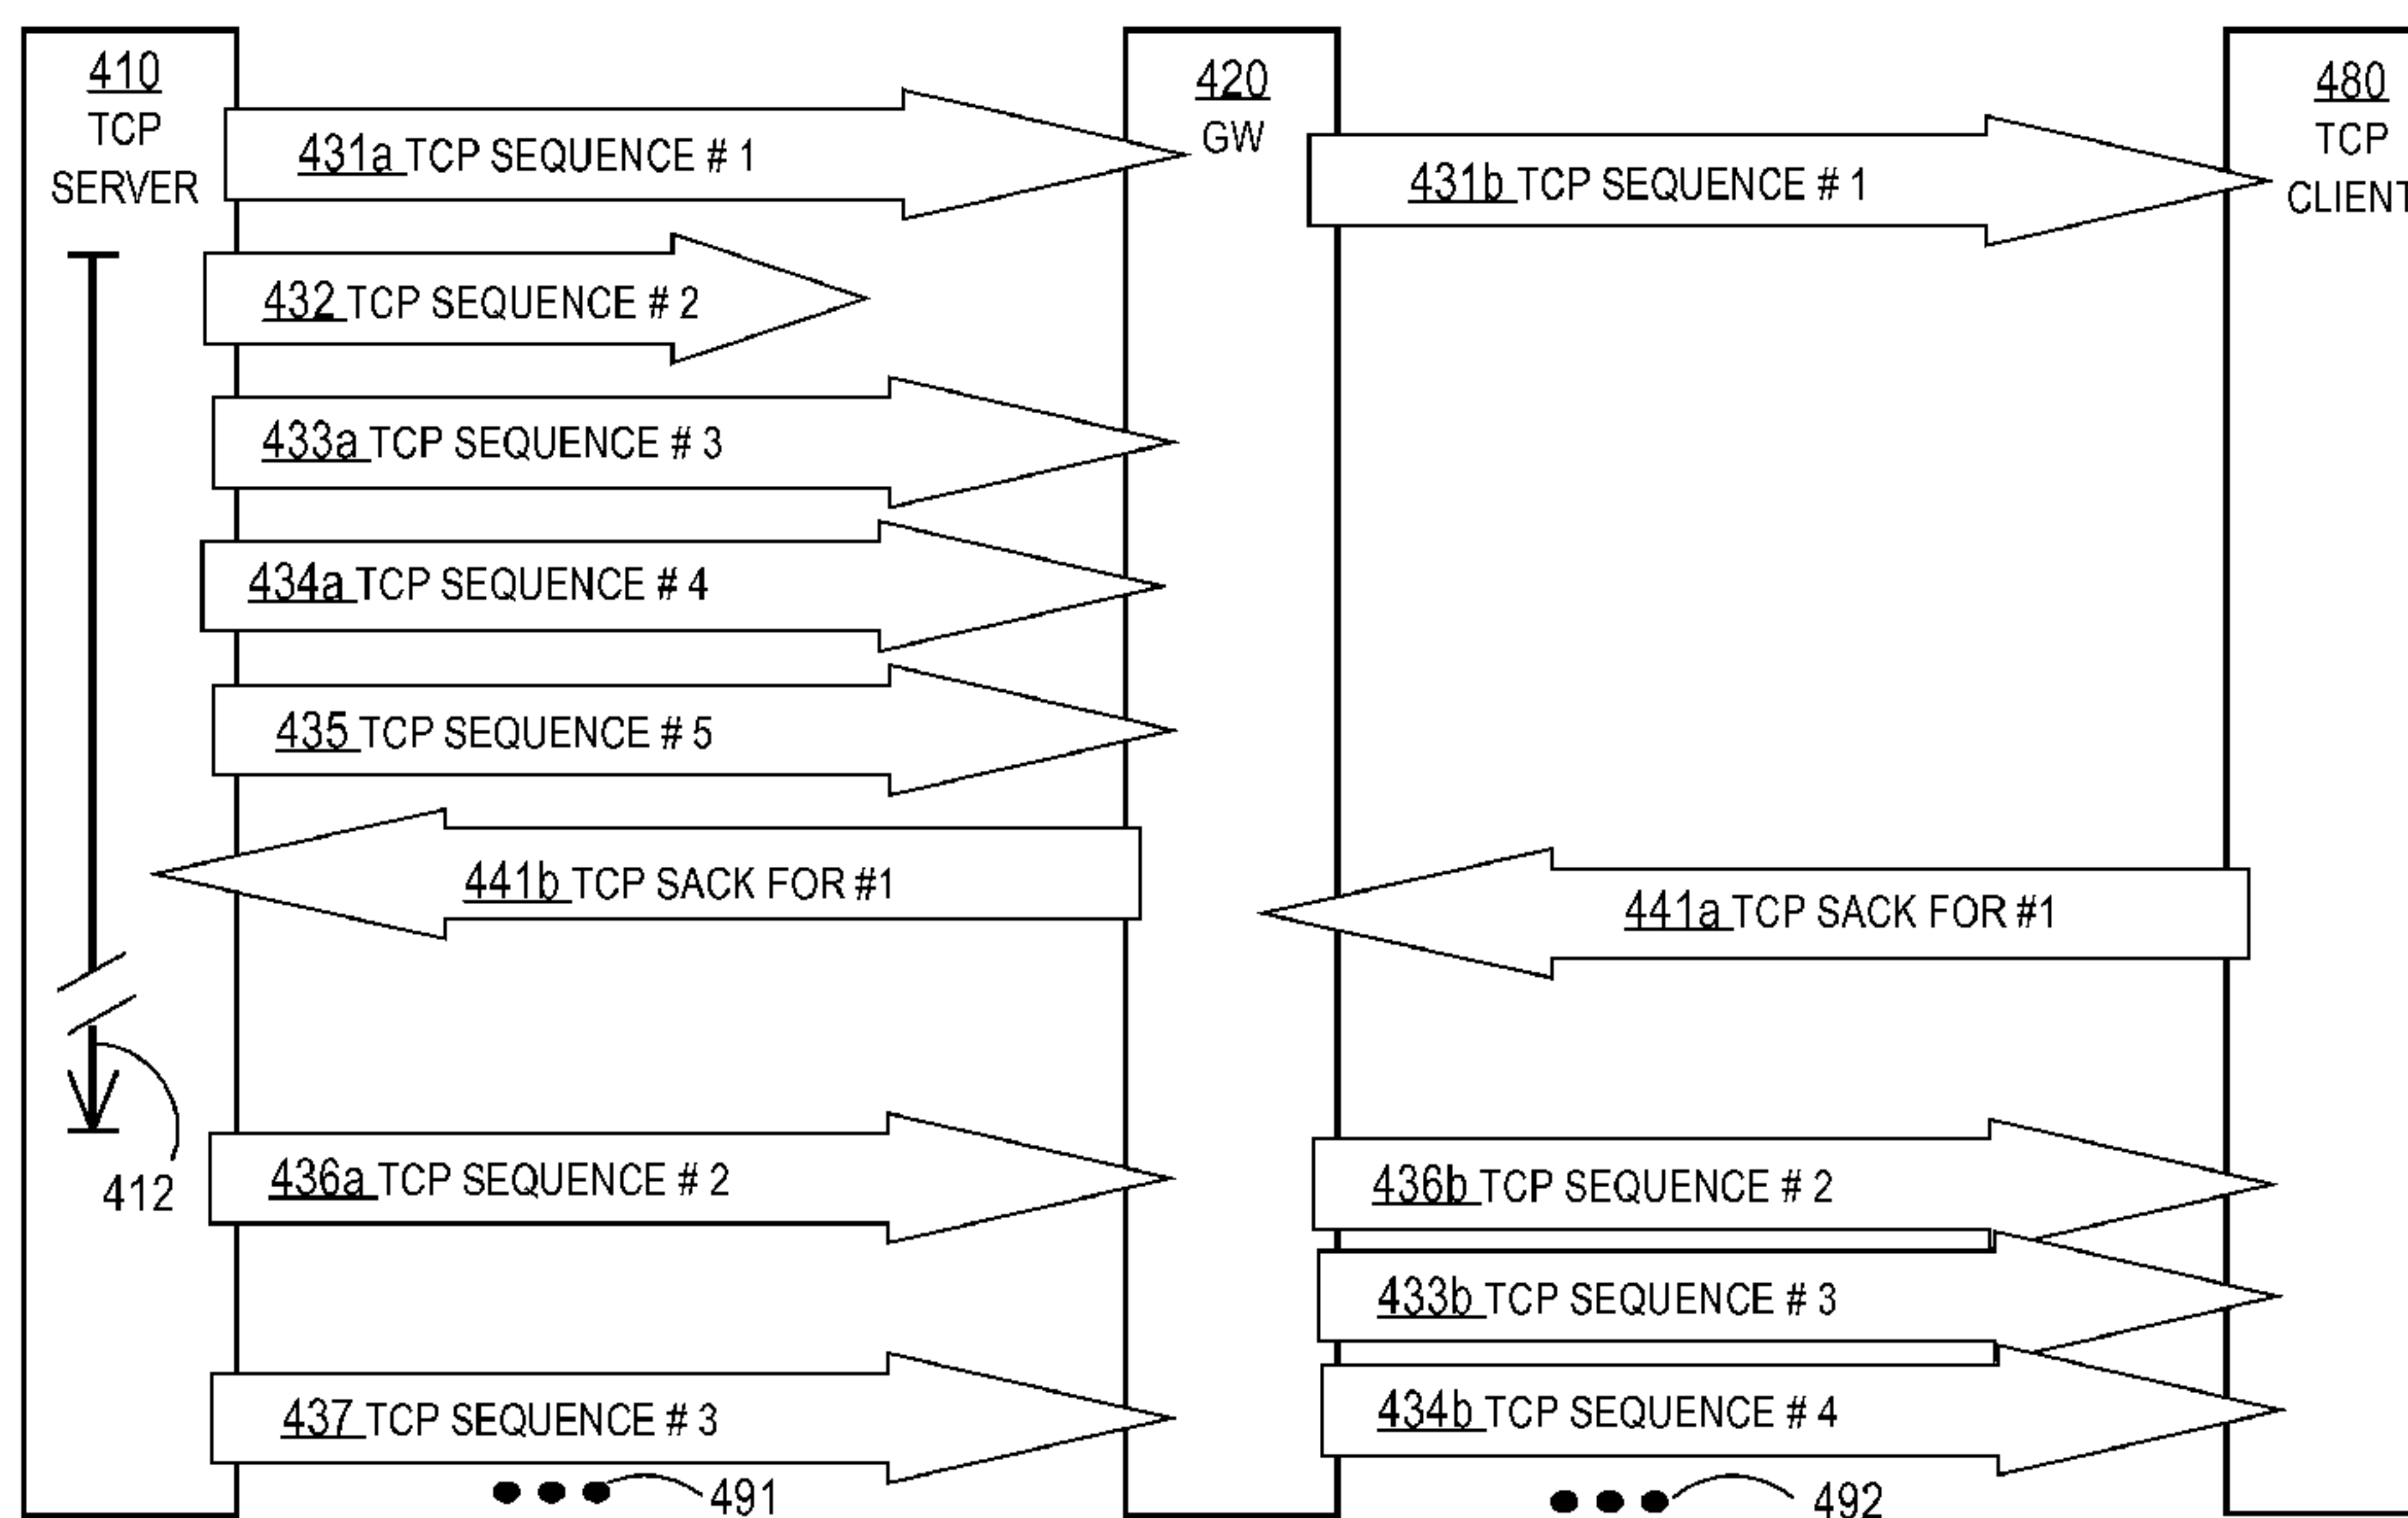 410
TCP
SERVER
420
GW
480
TCP
CLIENT
431a TCP SEQUENCE # 1
431b TCP SEQUENCE # 1
432 TCP SEQUENCE # 2
433a TCP SEQUENCE # 3
434a TCP SEQUENCE # 4
435 TCP SEQUENCE # 5
441b TCP SACK FOR #1
441a TCP SACK FOR #1
412
436a TCP SEQUENCE # 2
436b TCP SEQUENCE # 2
433b TCP SEQUENCE # 3
437 TCP SEQUENCE # 3
434b TCP SEQUENCE # 4
491
492